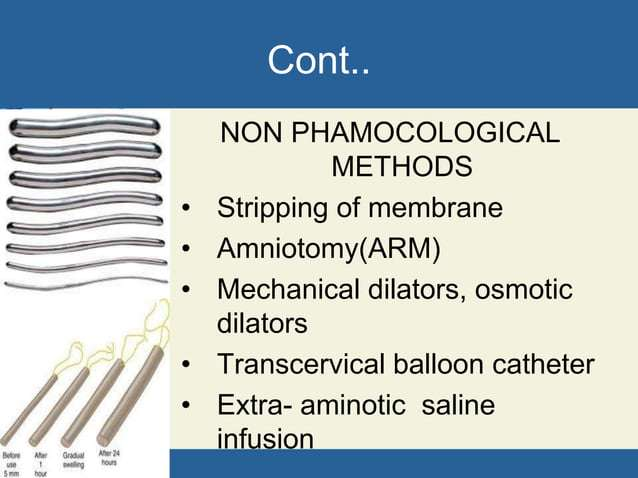 Cont..
NON PHAMOCOLOGICAL
METHODS
• Stripping of membrane
• Amniotomy(ARM)
• Mechanical dilators, osmotic
dilators
• Transcervical balloon catheter
• Extra- aminotic saline
infusion
Before
use
5 mm
After
1
hour
Gradual
swelling
After 24
hours